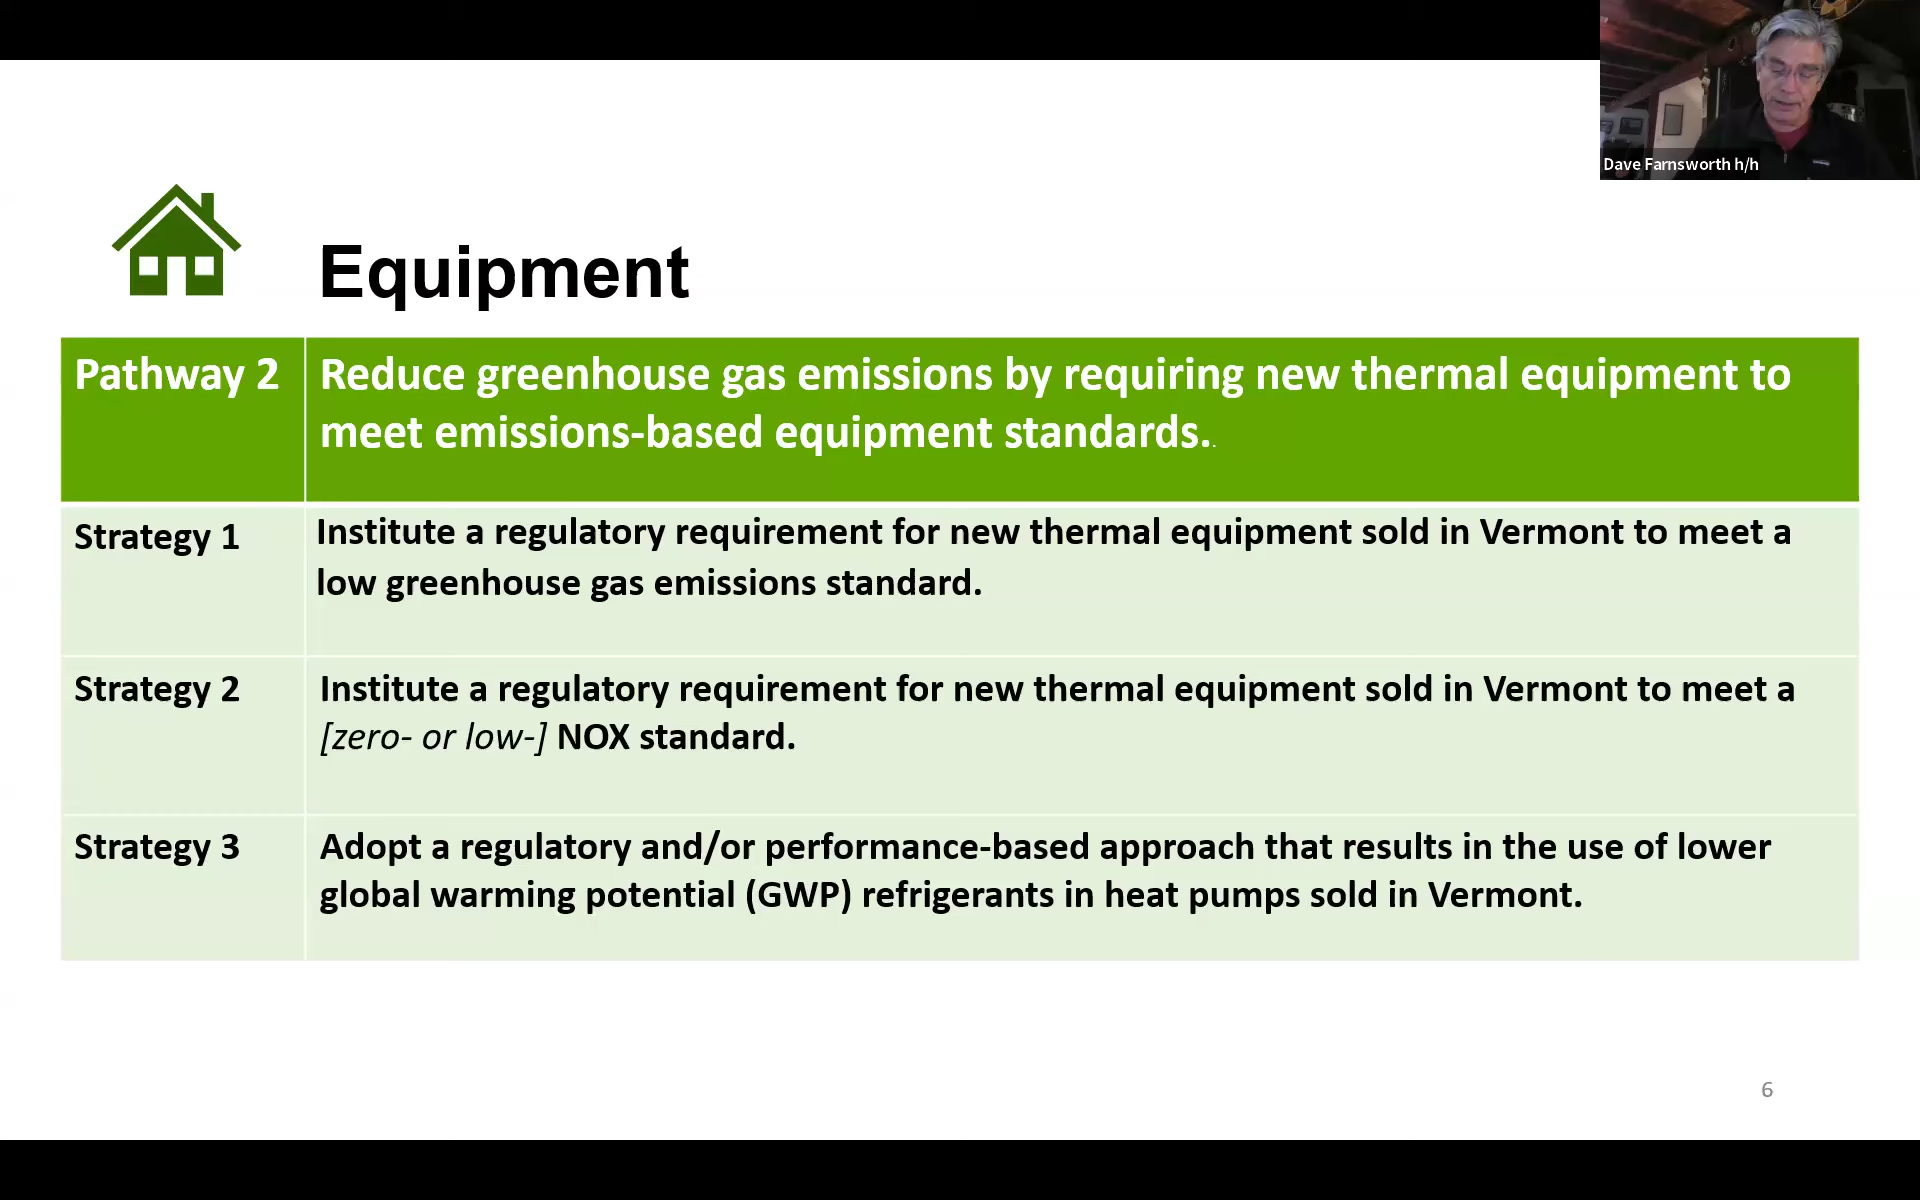 Dave Farnsworth h/h
Equipment
Pathway 2
Reduce greenhouse gas emissions by requiring new thermal equipment to
meet emissions-based equipment standards..
Strategy 1
Institute a regulatory requirement for new thermal equipment sold in Vermont to meet a
low greenhouse gas emissions standard.
Strategy 2
Institute a regulatory requirement for new thermal equipment sold in Vermont to meet a
[zero- or low-] NOX standard.
Strategy 3
Adopt a regulatory and/or performance-based approach that results in the use of lower
global warming potential (GWP) refrigerants in heat pumps sold in Vermont.
6